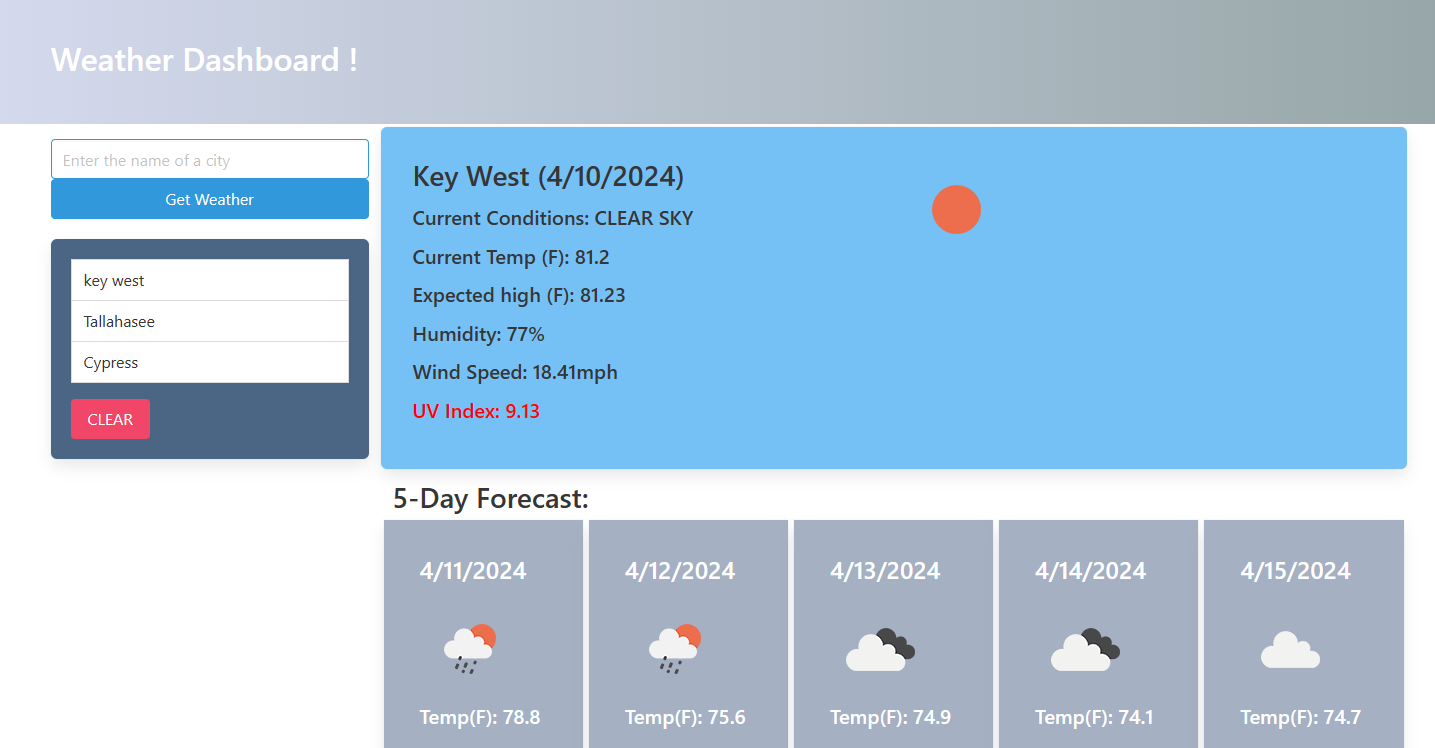 Weather Dashboard !
Enter the name of a city
Get Weather
key west
Tallahasee
Cypress
CLEAR
Key West (4/10/2024)
Current Conditions: CLEAR SKY
Current Temp (F): 81.2
Expected high (F): 81.23
Humidity: 77%
Wind Speed: 18.41mph
UV Index: 9.13
5-Day Forecast:
4/11/2024
Temp(F): 78.8
4/12/2024
Temp(F): 75.6
4/13/2024
Temp(F): 74.9
4/14/2024
Temp(F): 74.1
4/15/2024
Temp(F): 74.7